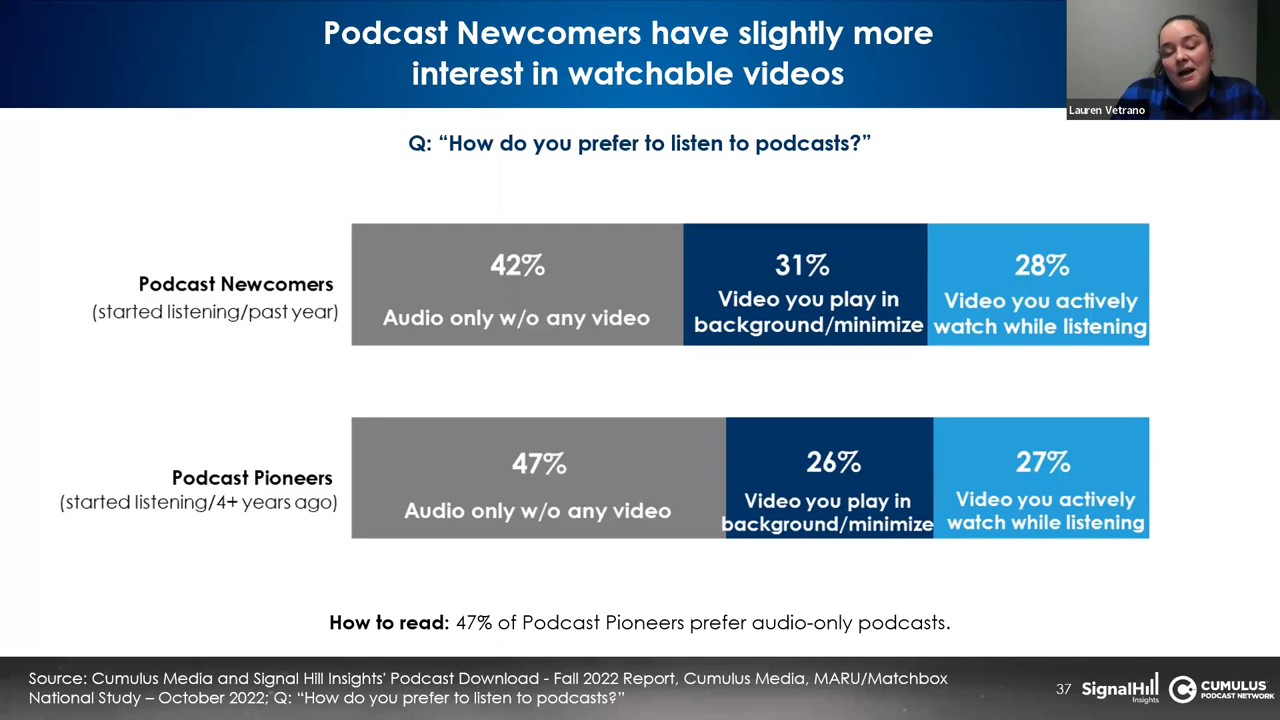 Podcast Newcomers have slightly more
interest in watchable videos
Lauren Vetrano
Q: “How do you prefer to listen to podcasts?”
Podcast Newcomers
(started listening/past year)
42%
Audio only w/o any video
31%
Video you play in
background/minimize
28%
Video you actively
watch while listening
Podcast Pioneers
(started listening/4+ years ago)
47%
Audio only w/o any video
26%
Video you play in
background/minimize
27%
Video you actively
watch while listening
How to read: 47% of Podcast Pioneers prefer audio-only podcasts.
Source: Cumulus Media and Signal Hill Insights' Podcast Download - Fall 2022 Report, Cumulus Media, MARU/Matchbox
National Study – October 2022; Q: “How do you prefer to listen to podcasts?”
37
SignalHill
Insights
CUMULUS
PODCAST NETWORK